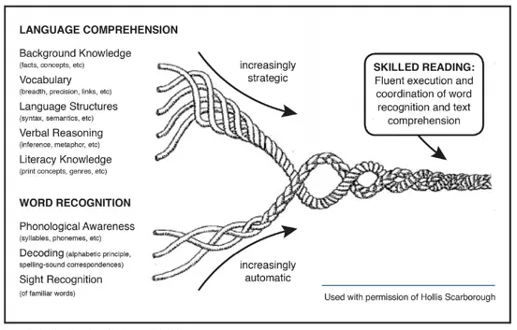 LANGUAGE COMPREHENSION
Background Knowledge
(facts, concepts, etc)
Vocabulary
(breadth, precision, links, etc)
Language Structures
(syntax, semantics, etc)
Verbal Reasoning
(inference, metaphor, etc)
Literacy Knowledge
(print concepts, genres, etc)
WORD RECOGNITION
Phonological Awareness
(syllables, phonemes, etc)
Decoding (alphabetic principle,
spelling-sound correspondences)
Sight Recognition
(of familiar words)
increasingly
strategic
increasingly
automatic
SKILLED READING:
Fluent execution and
coordination of word
recognition and text
comprehension
Used with permission of Hollis Scarborough